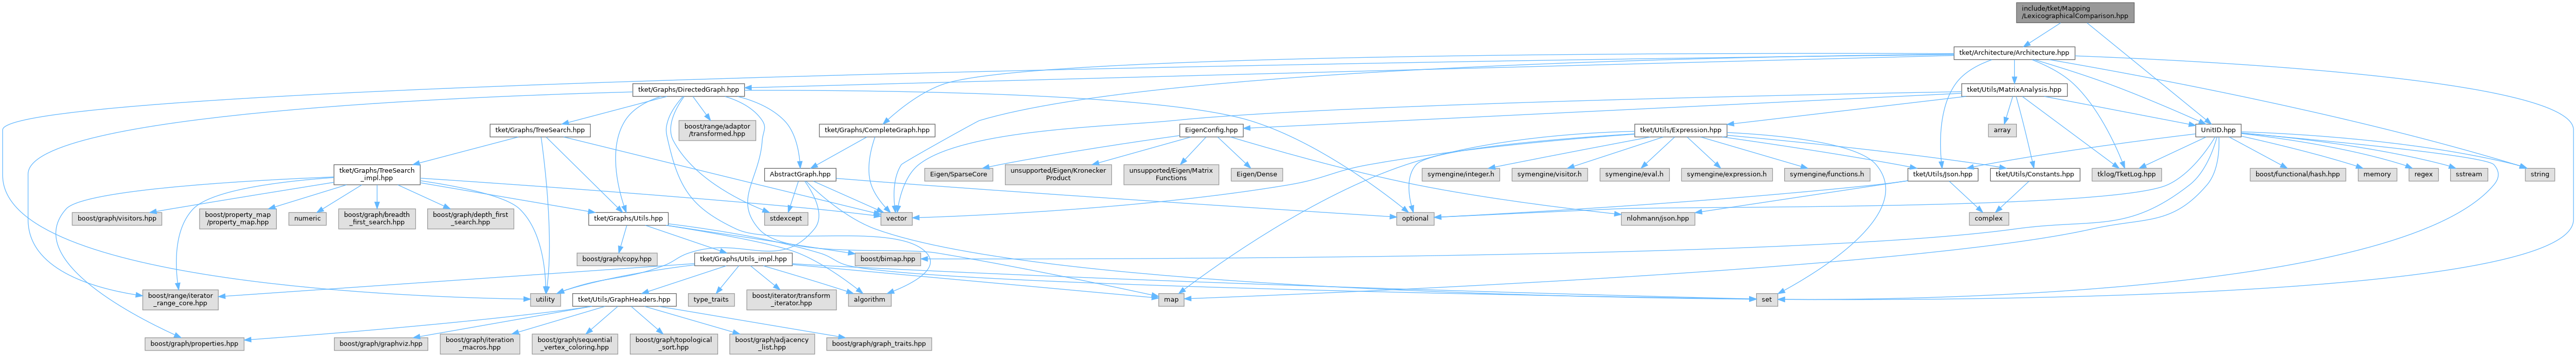 include/tket/Mapping
/LexicographicalComparison.hpp
tket/Architecture/Architecture.hpp
tket/Graphs/DirectedGraph.hpp
tket/Utils/MatrixAnalysis.hpp
tket/Graphs/TreeSearch.hpp
boost/range/adaptor
/transformed.hpp
tket/Graphs/CompleteGraph.hpp
EigenConfig.hpp
tket/Utils/Expression.hpp
array
UnitID.hpp
tket/Graphs/TreeSearch
_impl.hpp
AbstractGraph.hpp
Eigen/SparseCore
unsupported/Eigen/Kronecker
Product
unsupported/Eigen/Matrix
Functions
Eigen/Dense
symengine/integer.h
symengine/visitor.h
symengine/eval.h
symengine/expression.h
symengine/functions.h
tket/Utils/Json.hpp
tket/Utils/Constants.hpp
tklog/TketLog.hpp
boost/functional/hash.hpp
memory
regex
sstream
string
boost/graph/visitors.hpp
boost/property_map
/property_map.hpp
numeric
boost/graph/breadth
_first_search.hpp
boost/graph/depth_first
_search.hpp
tket/Graphs/Utils.hpp
stdexcept
vector
optional
nlohmann/json.hpp
complex
boost/graph/copy.hpp
tket/Graphs/Utils_impl.hpp
boost/bimap.hpp
boost/range/iterator
_range_core.hpp
utility
tket/Utils/GraphHeaders.hpp
type_traits
boost/iterator/transform
_iterator.hpp
algorithm
map
set
boost/graph/properties.hpp
boost/graph/graphviz.hpp
boost/graph/iteration
_macros.hpp
boost/graph/sequential
_vertex_coloring.hpp
boost/graph/topological
_sort.hpp
boost/graph/adjacency
_list.hpp
boost/graph/graph_traits.hpp